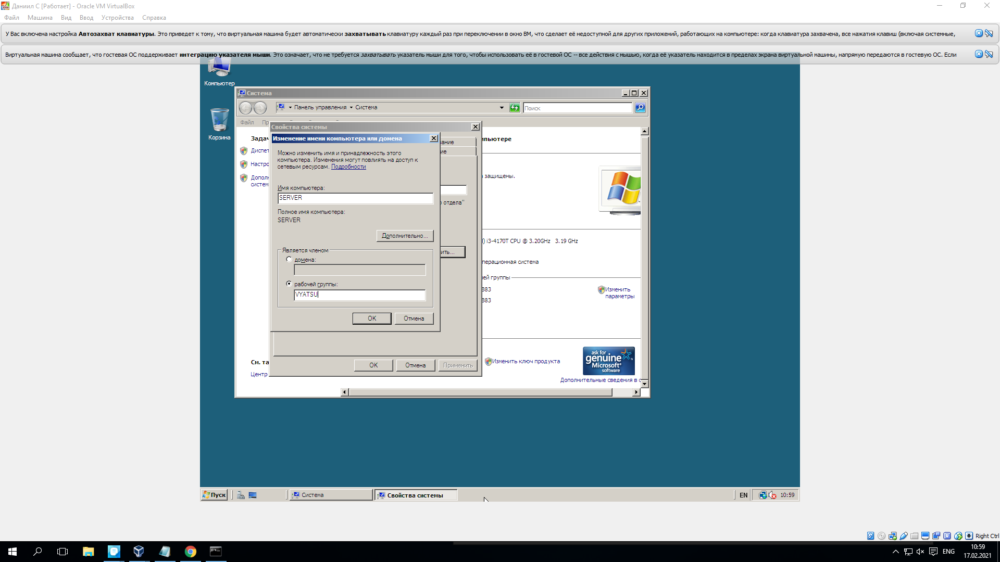 Даниил С [Работает] - Oracle VM VirtualBox
Файл Машина Вид Ввод Устройства Справка
У Вас включена настройка Автозахват клавиатуры. Это приведет к тому, что виртуальная машина будет автоматически захватывать клавиатуру каждый раз при переключении в окно ВМ, что сделает её недоступной для других приложений, работающих на компьютере: когда клавиатура захвачена, все нажатия клавиш (включая системные,
Виртуальная машина сообщает, что гостевая ОС поддерживает интеграцию указателя мыши. Это означает, что не требуется захватывать указатель мыши для того, чтобы использовать её в гостевой ОС -- все действия с мышью, когда её указатель находится в пределах экрана виртуальной машины, напрямую передаются в гостевую ОС. Если
Компьютер
Корзина
Система
Панель управления Система
Поиск
Файл Пр
Свойства системы
Изменение имени компьютера или домена
Можно изменить имя и принадлежность этого
компьютера. Изменения могут повлиять на доступ к
сетевым ресурсам. Подробности
Имя компьютера:
SERVER
Полное имя компьютера:
SERVER
Дополнительно...
Является членом
домена:
рабочей группы:
VYATSU
OK Отмена
OK Отмена Применить
Задач
Диспет
Настро
Дополн
систем
См. та
Центр
вание
ие
о отдела"
ить...
пьютере
защищены.
i3-4170T CPU @ 3.20GHz 3.19 GHz
перационная система
ей группы
383
383
Изменить
параметры
Изменить ключ продукта
ask for
genuine
Microsoft®
software
Дополнительные сведения в о
Пуск
Система
Свойства системы
EN
10:59
Right Ctrl
ENG
10:59
17.02.2021